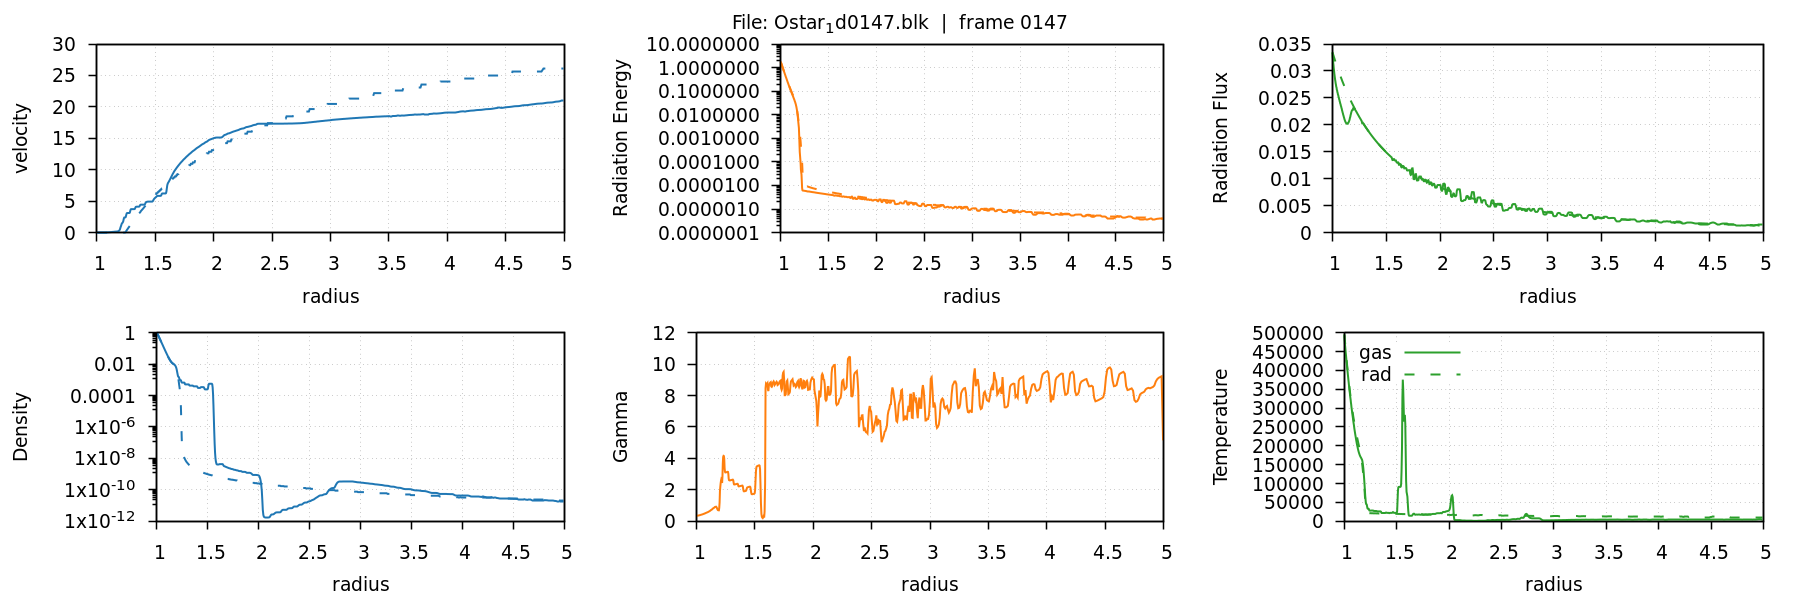 File: Ostar₁d0147.blk | frame 0147
30
25
20
15
10
5
0
velocity
1 1.5 2 2.5 3 3.5 4 4.5 5
radius
10.0000000
1.0000000
0.1000000
0.0100000
0.0010000
0.0001000
0.0000100
0.0000010
0.0000001
Radiation Energy
1 1.5 2 2.5 3 3.5 4 4.5 5
radius
0.035
0.03
0.025
0.02
0.015
0.01
0.005
0
Radiation Flux
1 1.5 2 2.5 3 3.5 4 4.5 5
radius
1
0.01
0.0001
1x10⁻⁶
1x10⁻⁸
1x10⁻¹⁰
1x10⁻¹²
Density
1 1.5 2 2.5 3 3.5 4 4.5 5
radius
12
10
8
6
4
2
0
Gamma
1 1.5 2 2.5 3 3.5 4 4.5 5
radius
500000
450000
400000
350000
300000
250000
200000
150000
100000
50000
0
Temperature
gas
rad
1 1.5 2 2.5 3 3.5 4 4.5 5
radius